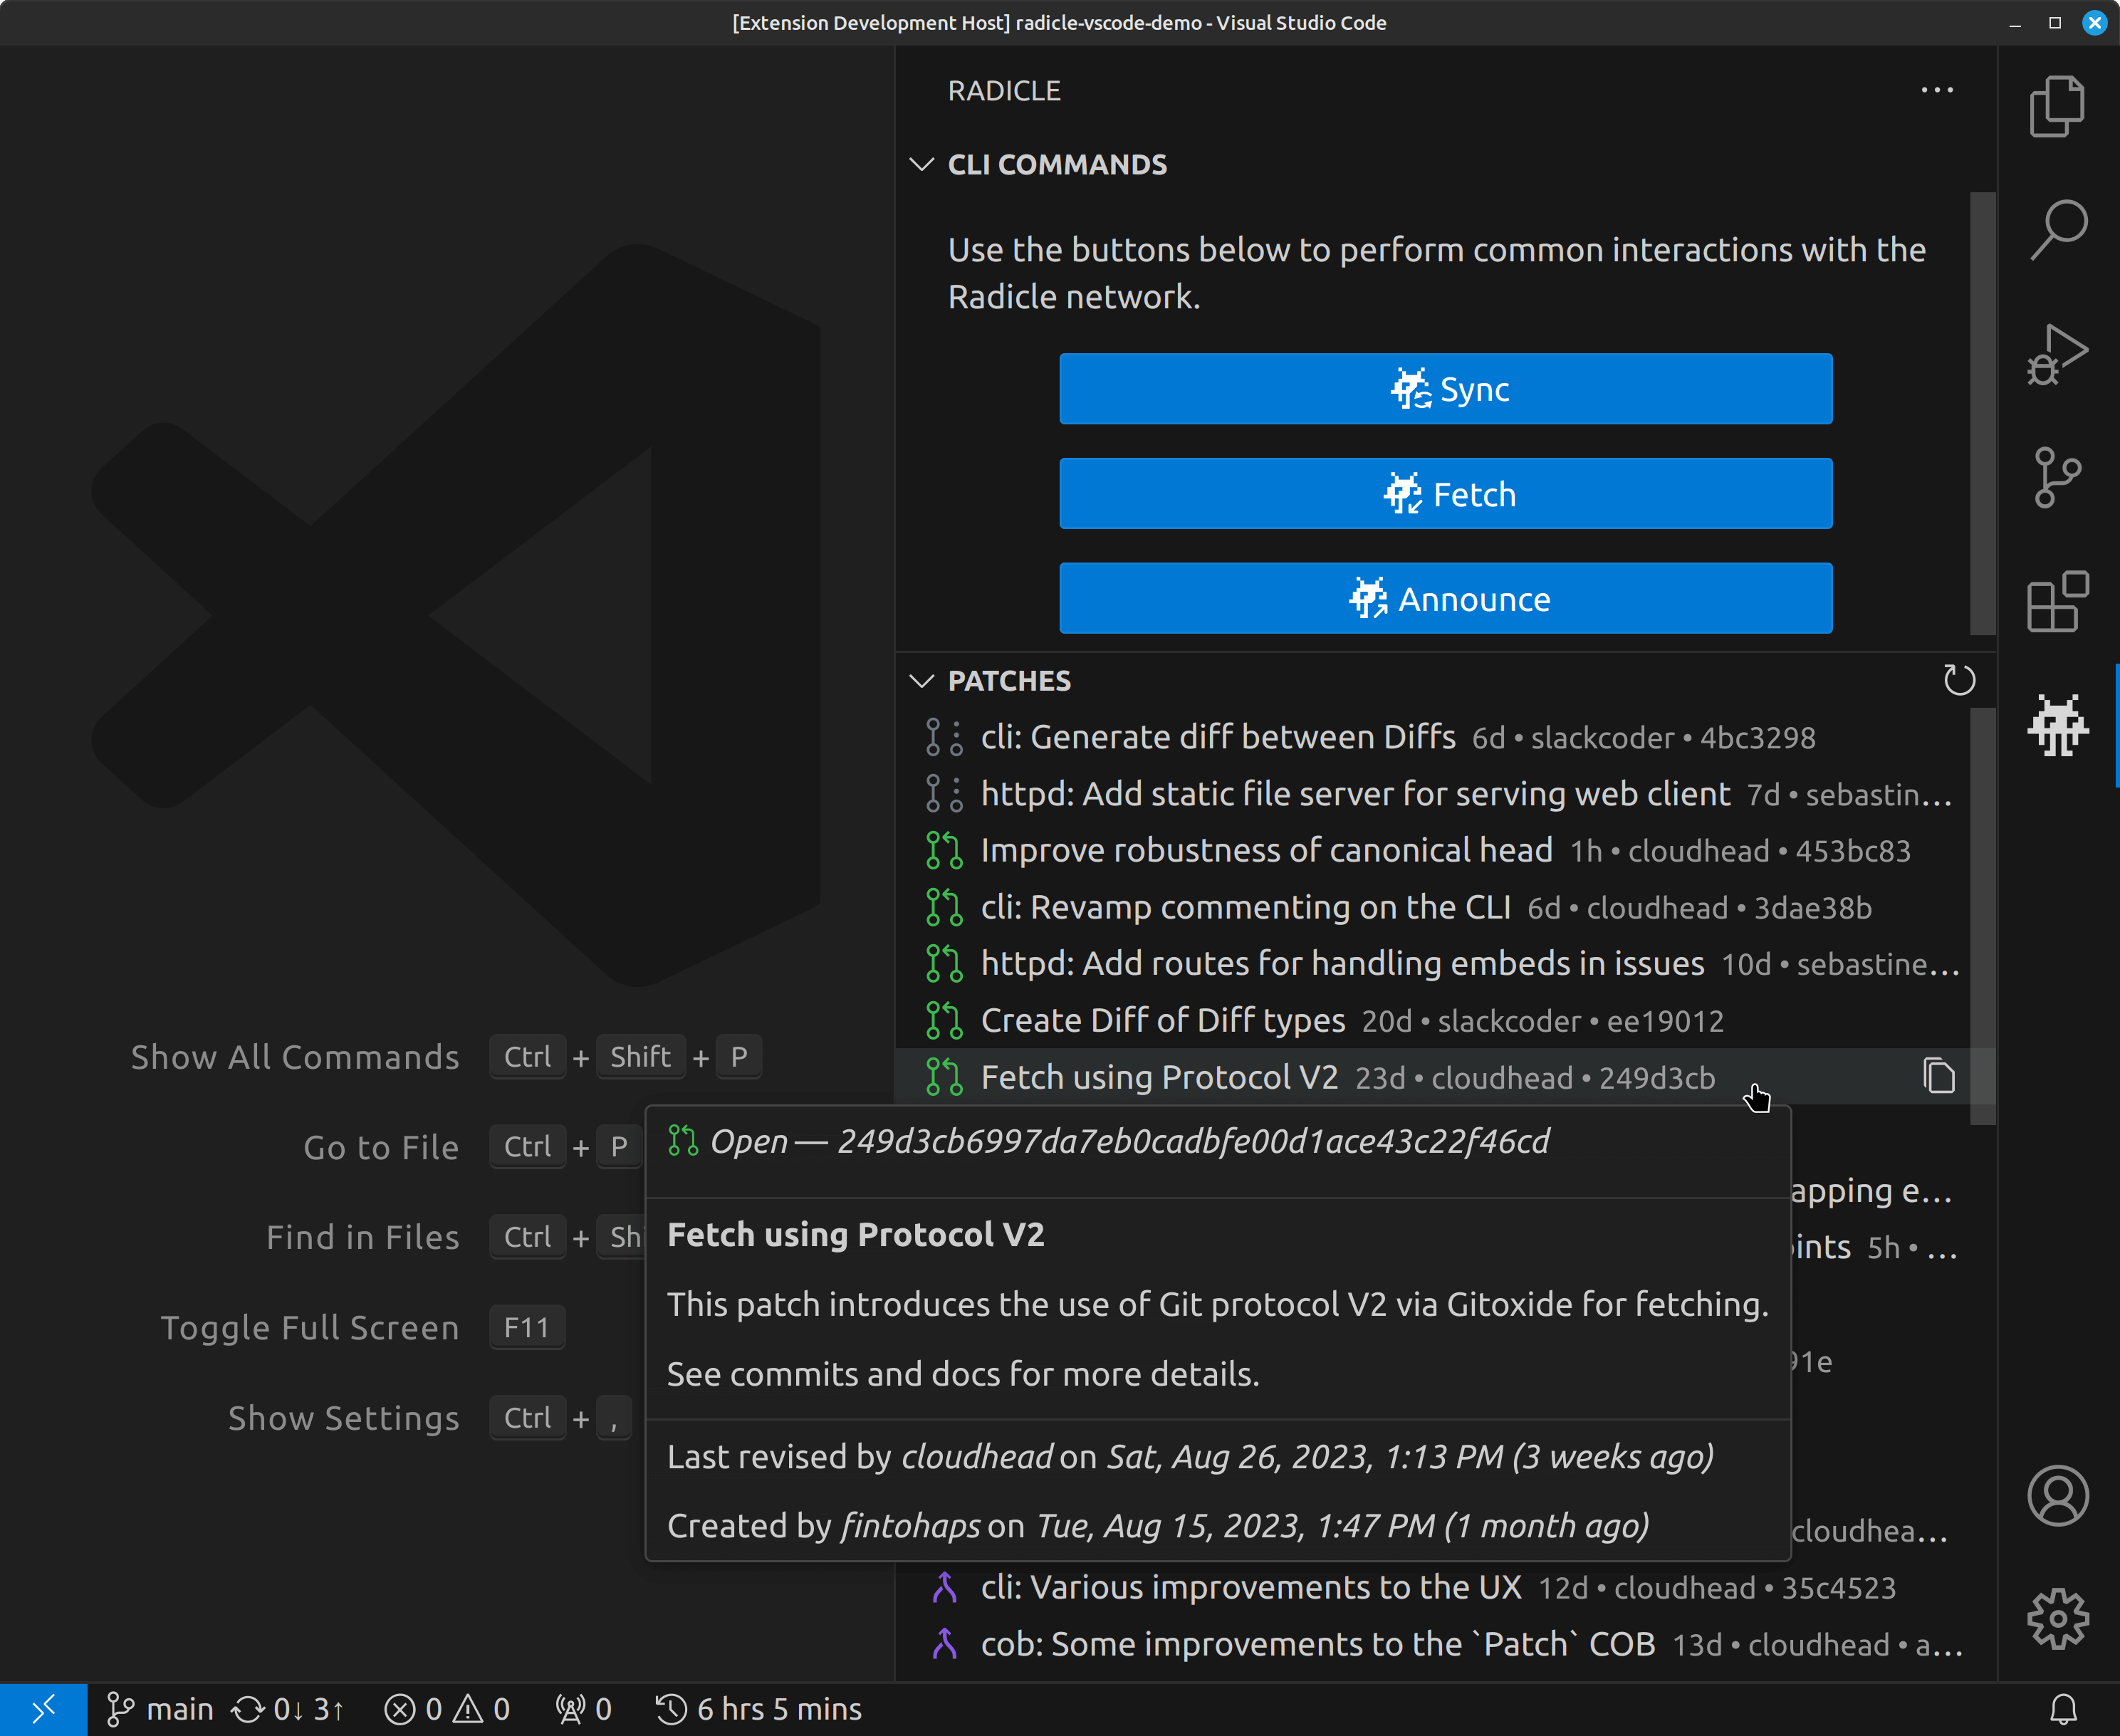 [Extension Development Host] radicle-vscode-demo - Visual Studio Code
RADICLE
CLI COMMANDS
Use the buttons below to perform common interactions with the
Radicle network.
Sync
Fetch
Announce
PATCHES
cli: Generate diff between Diffs 6d • slackcoder • 4bc3298
httpd: Add static file server for serving web client 7d • sebastin...
Improve robustness of canonical head 1h • cloudhead • 453bc83
cli: Revamp commenting on the CLI 6d • cloudhead • 3dae38b
httpd: Add routes for handling embeds in issues 10d • sebastine...
Create Diff of Diff types 20d • slackcoder • ee19012
Fetch using Protocol V2 23d • cloudhead • 249d3cb
Show All Commands Ctrl + Shift + P
Go to File Ctrl + P
Find in Files Ctrl +
Toggle Full Screen F11
Show Settings Ctrl + ,
Open — 249d3cb6997da7eb0cadbfe00d1ace43c22f46cd
Fetch using Protocol V2
This patch introduces the use of Git protocol V2 via Gitoxide for fetching.
See commits and docs for more details.
Last revised by cloudhead on Sat, Aug 26, 2023, 1:13 PM (3 weeks ago)
Created by fintohaps on Tue, Aug 15, 2023, 1:47 PM (1 month ago)
apping e...
ints 5h • ...
91e
cloudhea...
cli: Various improvements to the UX 12d • cloudhead • 35c4523
cob: Some improvements to the `Patch` COB 13d • cloudhead • a...
main 0↓ 3↑ 0 0 0 6 hrs 5 mins